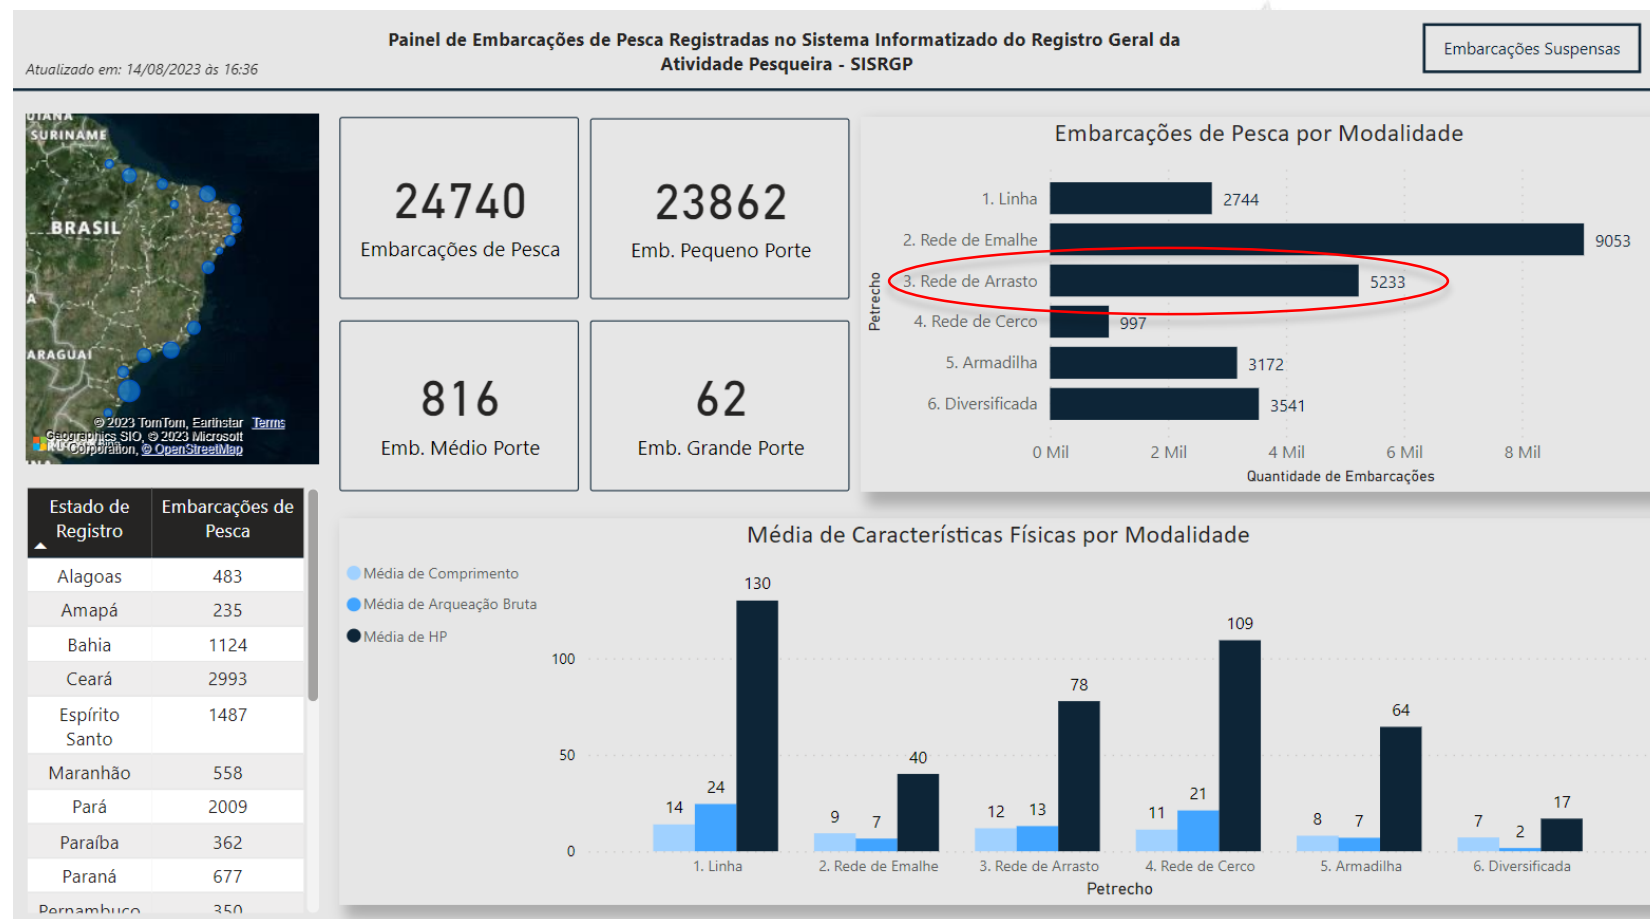 Painel de Embarcações de Pesca Registradas no Sistema Informatizado do Registro Geral da
Atividade Pesqueira - SISRGP
Atualizado em: 14/08/2023 às 16:36
Embarcações Suspensas
SURINAME
BRASIL
ARAGUAI
© 2023 TomTom, Earthstar Terms
Geographics SIO, © 2023 Microsoft
Corporation, © OpenStreetMap
24740
Embarcações de Pesca
23862
Emb. Pequeno Porte
816
Emb. Médio Porte
62
Emb. Grande Porte
Embarcações de Pesca por Modalidade
Petrecho
1. Linha 2744
2. Rede de Emalhe 9053
3. Rede de Arrasto 5233
4. Rede de Cerco 997
5. Armadilha 3172
6. Diversificada 3541
0 Mil 2 Mil 4 Mil 6 Mil 8 Mil
Quantidade de Embarcações
Estado de Registro Embarcações de Pesca
Alagoas 483
Amapá 235
Bahia 1124
Ceará 2993
Espírito Santo 1487
Maranhão 558
Pará 2009
Paraíba 362
Paraná 677
Pernambuco 350
Média de Características Físicas por Modalidade
Média de Comprimento
Média de Arqueação Bruta
Média de HP
100
50
0
14 24 130
9 7 40
12 13 78
11 21 109
8 7 64
7 2 17
1. Linha 2. Rede de Emalhe 3. Rede de Arrasto 4. Rede de Cerco 5. Armadilha 6. Diversificada
Petrecho